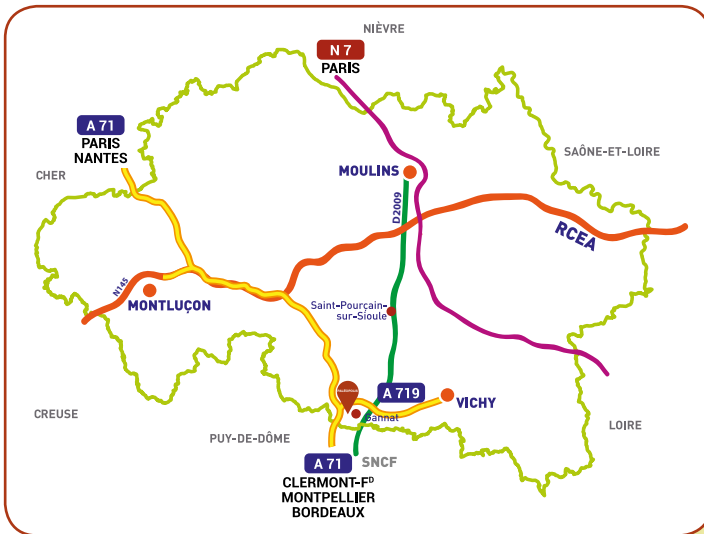 NIÈVRE
N 7
PARIS
A 71
PARIS
NANTES
CHER
SAÔNE-ET-LOIRE
MOULINS
D2009
RCEA
N145
MONTLUÇON
Saint-Pourçain
-sur-Sioule
A 719
VICHY
Gannat
CREUSE
PUY-DE-DÔME
LOIRE
A 71
SNCF
CLERMONT-Fᴰ
MONTPELLIER
BORDEAUX